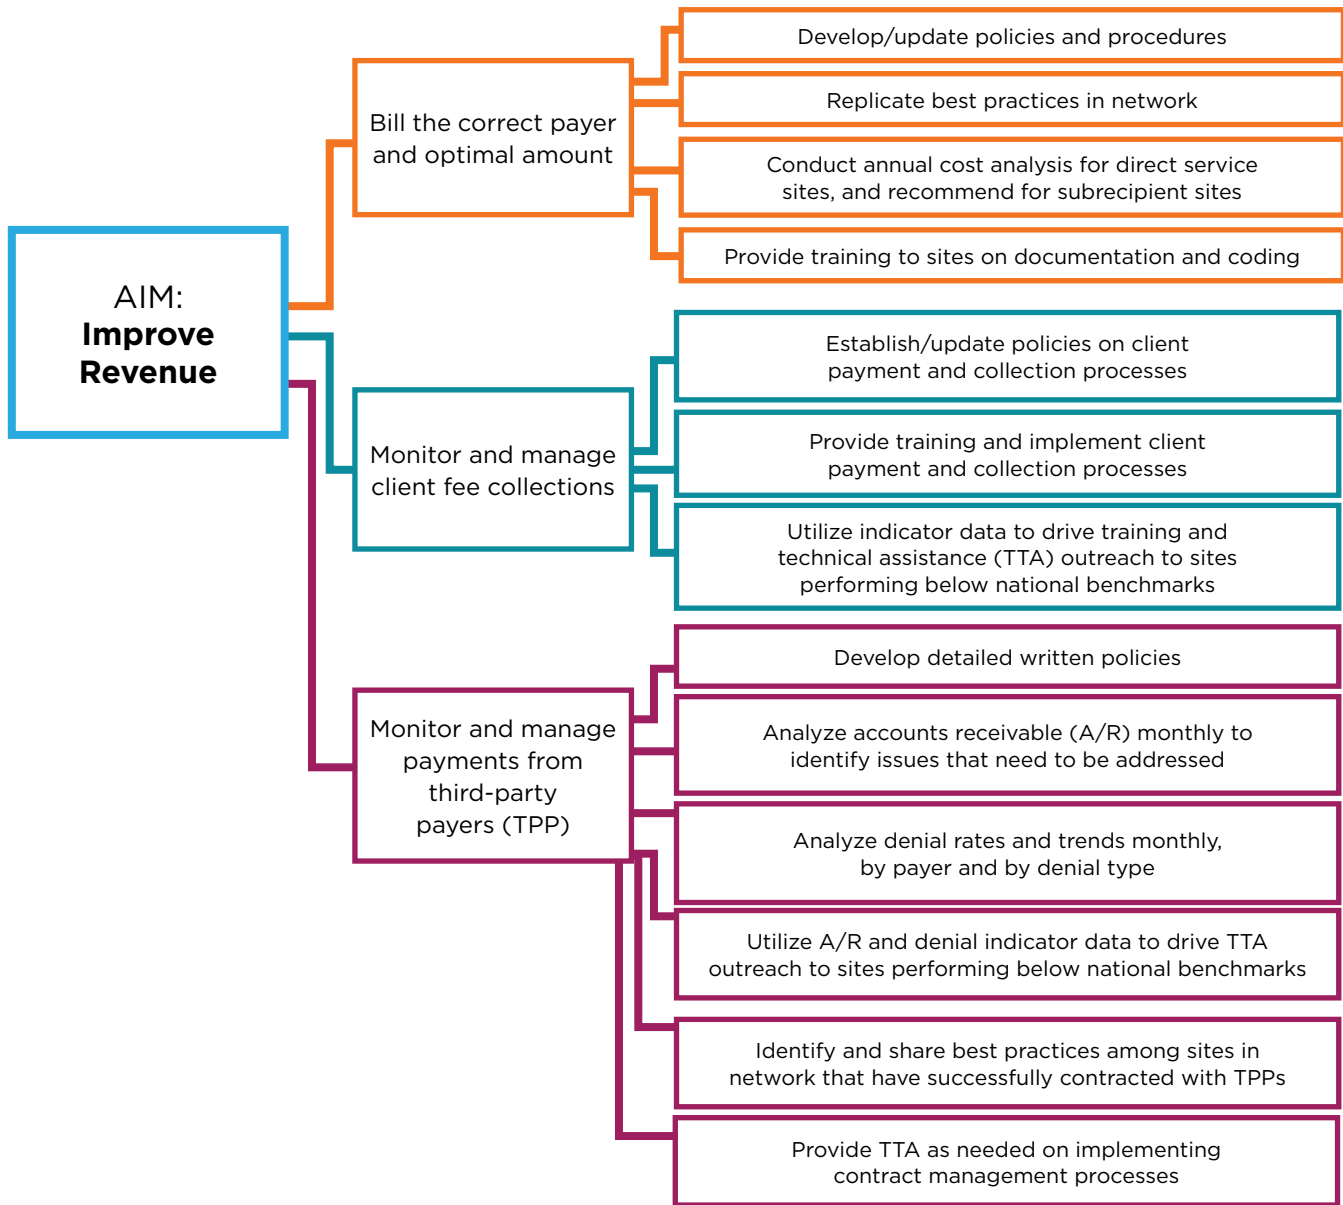 AIM:
Improve
Revenue
Bill the correct payer
and optimal amount
Develop/update policies and procedures
Replicate best practices in network
Conduct annual cost analysis for direct service
sites, and recommend for subrecipient sites
Provide training to sites on documentation and coding
Monitor and manage
client fee collections
Establish/update policies on client
payment and collection processes
Provide training and implement client
payment and collection processes
Utilize indicator data to drive training and
technical assistance (TTA) outreach to sites
performing below national benchmarks
Monitor and manage
payments from
third-party
payers (TPP)
Develop detailed written policies
Analyze accounts receivable (A/R) monthly to
identify issues that need to be addressed
Analyze denial rates and trends monthly,
by payer and by denial type
Utilize A/R and denial indicator data to drive TTA
outreach to sites performing below national benchmarks
Identify and share best practices among sites in
network that have successfully contracted with TPPs
Provide TTA as needed on implementing
contract management processes